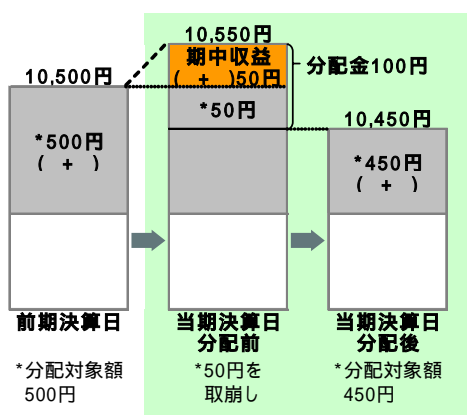 10,550円
期中収益
( + )50円
分配金100円
10,500円
*50円
10,450円
*500円
( + )
*450円
( + )
前期決算日
当期決算日
分配前
当期決算日
分配後
*分配対象額
500円
*50円を
取崩し
*分配対象額
450円